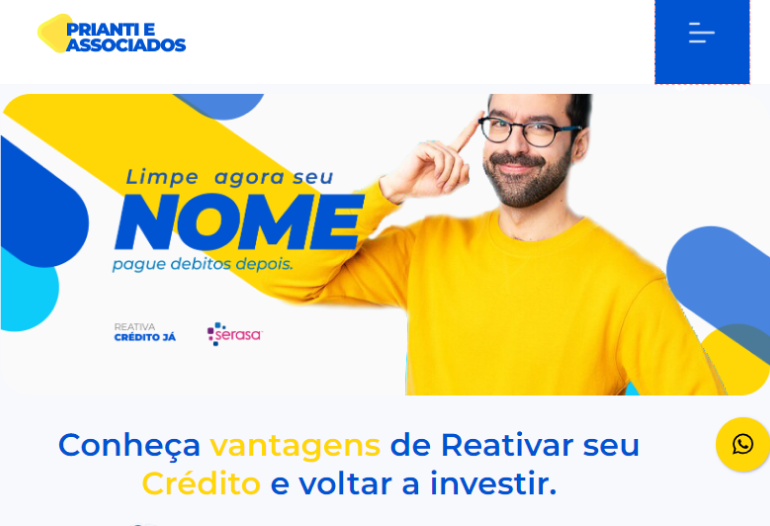 PRIANTI E
ASSOCIADOS
Limpe agora seu
NOME
pague debitos depois.
REATIVA
CRÉDITO JÁ
serasa
Conheça vantagens de Reativar seu
Crédito e voltar a investir.